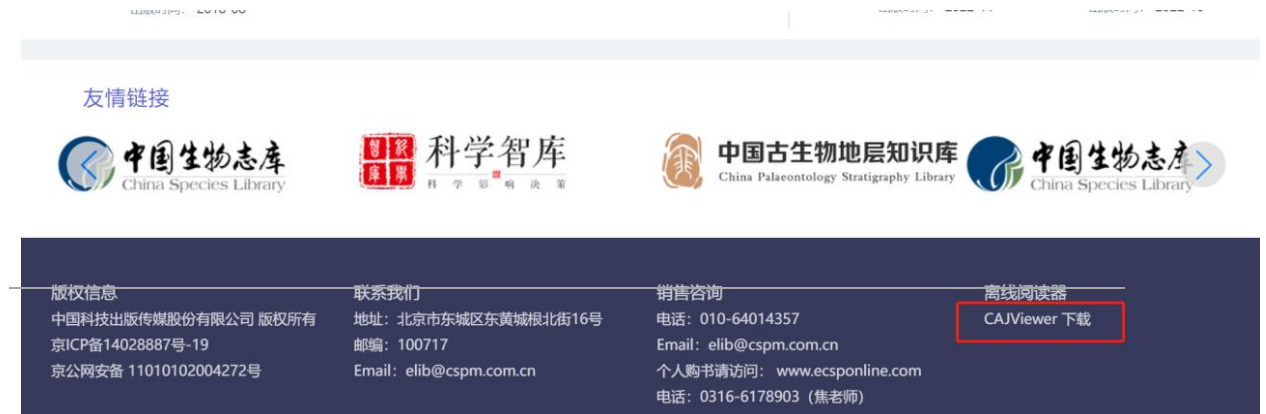 友情链接
中国生物志库
China Species Library
科学智库
科 学 影 响 决 策
中国古生物地层知识库
China Palaeontology Stratigraphy Library
中国生物志库
China Species Library
版权信息
中国科技出版传媒股份有限公司 版权所有
京ICP备14028887号-19
京公网安备 11010102004272号
联系我们
地址：北京市东城区东黄城根北街16号
邮编：100717
Email：elib@cspm.com.cn
销售咨询
电话：010-64014357
Email：elib@cspm.com.cn
个人购书请访问： www.ecsponline.com
电话：0316-6178903（焦老师）
离线阅读器
CAJViewer 下载